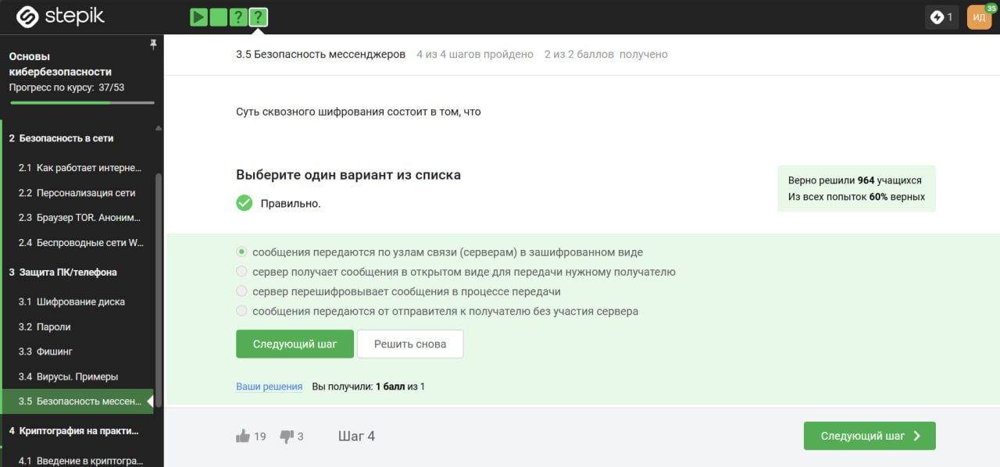 stepik
?
?
1
ИД
35
Основы
кибербезопасности
Прогресс по курсу: 37/53
2 Безопасность в сети
2.1 Как работает интерне...
2.2 Персонализация сети
2.3 Браузер TOR. Аноним...
2.4 Беспроводные сети W...
3 Защита ПК/телефона
3.1 Шифрование диска
3.2 Пароли
3.3 Фишинг
3.4 Вирусы. Примеры
3.5 Безопасность мессен...
4 Криптография на практи...
4.1 Введение в криптогра...
3.5 Безопасность мессенджеров 4 из 4 шагов пройдено 2 из 2 баллов получено
Суть сквозного шифрования состоит в том, что
Выберите один вариант из списка
Правильно.
Верно решили 964 учащихся
Из всех попыток 60% верных
сообщения передаются по узлам связи (серверам) в зашифрованном виде
сервер получает сообщения в открытом виде для передачи нужному получателю
сервер перешифровывает сообщения в процессе передачи
сообщения передаются от отправителя к получателю без участия сервера
Следующий шаг Решить снова
Ваши решения Вы получили: 1 балл из 1
19 3 Шаг 4
Следующий шаг